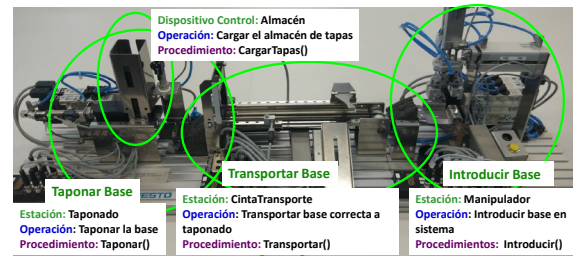 Dispositivo Control: Almacén
Operación: Cargar el almacén de tapas
Procedimiento: CargarTapas()
Taponar Base
Estación: Taponado
Operación: Taponar la base
Procedimiento: Taponar()
FESTO
Transportar Base
Estación: CintaTransporte
Operación: Transportar base correcta a
taponado
Procedimiento: Transportar()
Introducir Base
Estación: Manipulador
Operación: Introducir base en
sistema
Procedimientos: Introducir()